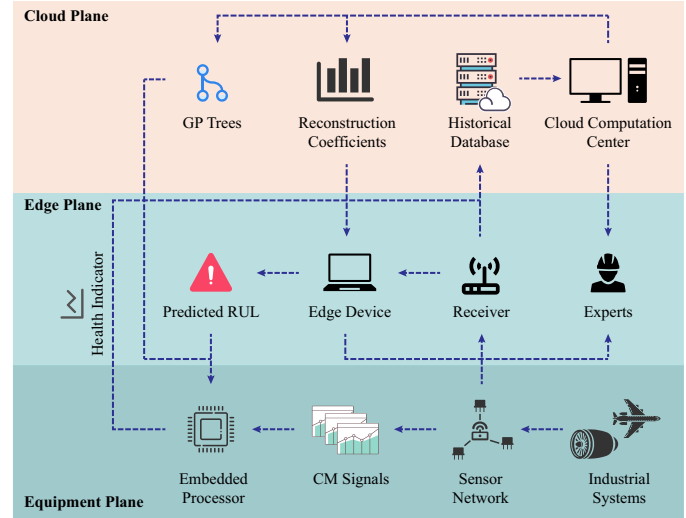 Cloud Plane
GP Trees
Reconstruction
Coefficients
Historical
Database
Cloud Computation
Center
Edge Plane
Health Indicator
Predicted RUL
Edge Device
Receiver
Experts
Embedded
Processor
CM Signals
Sensor
Network
Industrial
Systems
Equipment Plane